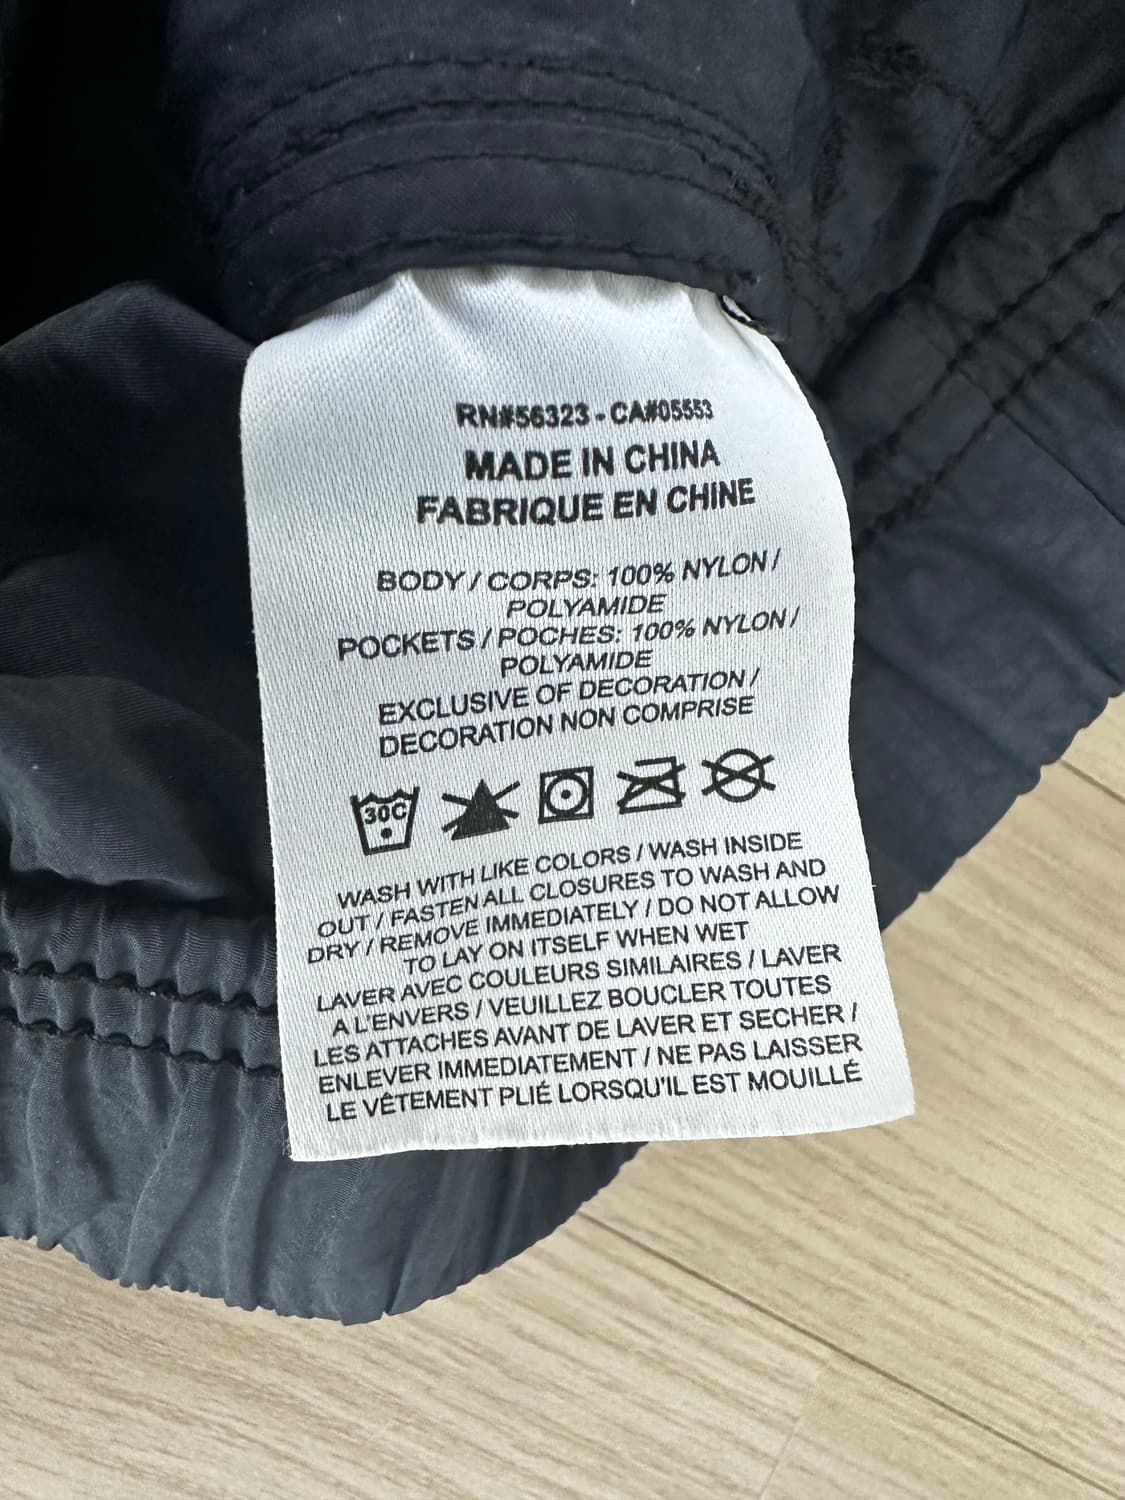 RN#56323 - CA#05553
MADE IN CHINA
FABRIQUE EN CHINE
BODY / CORPS: 100% NYLON /
POLYAMIDE
POCKETS / POCHES: 100% NYLON /
POLYAMIDE
EXCLUSIVE OF DECORATION /
DECORATION NON COMPRISE
30C
WASH WITH LIKE COLORS / WASH INSIDE
OUT / FASTEN ALL CLOSURES TO WASH AND
DRY / REMOVE IMMEDIATELY / DO NOT ALLOW
TO LAY ON ITSELF WHEN WET
LAVER AVEC COULEURS SIMILAIRES / LAVER
A L'ENVERS / VEUILLEZ BOUCLER TOUTES
LES ATTACHES AVANT DE LAVER ET SECHER /
ENLEVER IMMEDIATEMENT / NE PAS LAISSER
LE VÊTEMENT PLIÉ LORSQU'IL EST MOUILLÉ